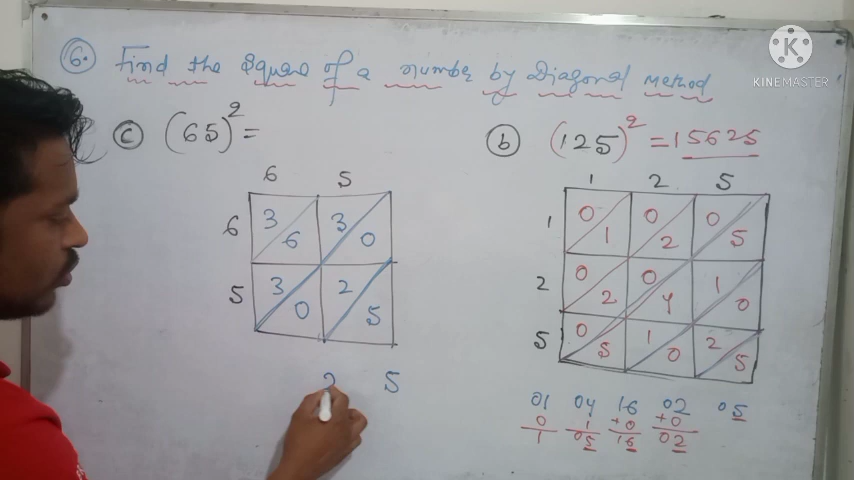 6. Find the square of a number by Diagonal Method
K
KINEMASTER
c (65)² =
6 5
6 3 6 3 0
5 3 0 2 5
2 5
b (125)² = 15625
1 2 5
1 0 1 0 2 0 5
2 0 2 0 4 1 0
5 0 5 1 0 2 5
01 04 16 02 05
0 1 +0 +0
1 05 16 02